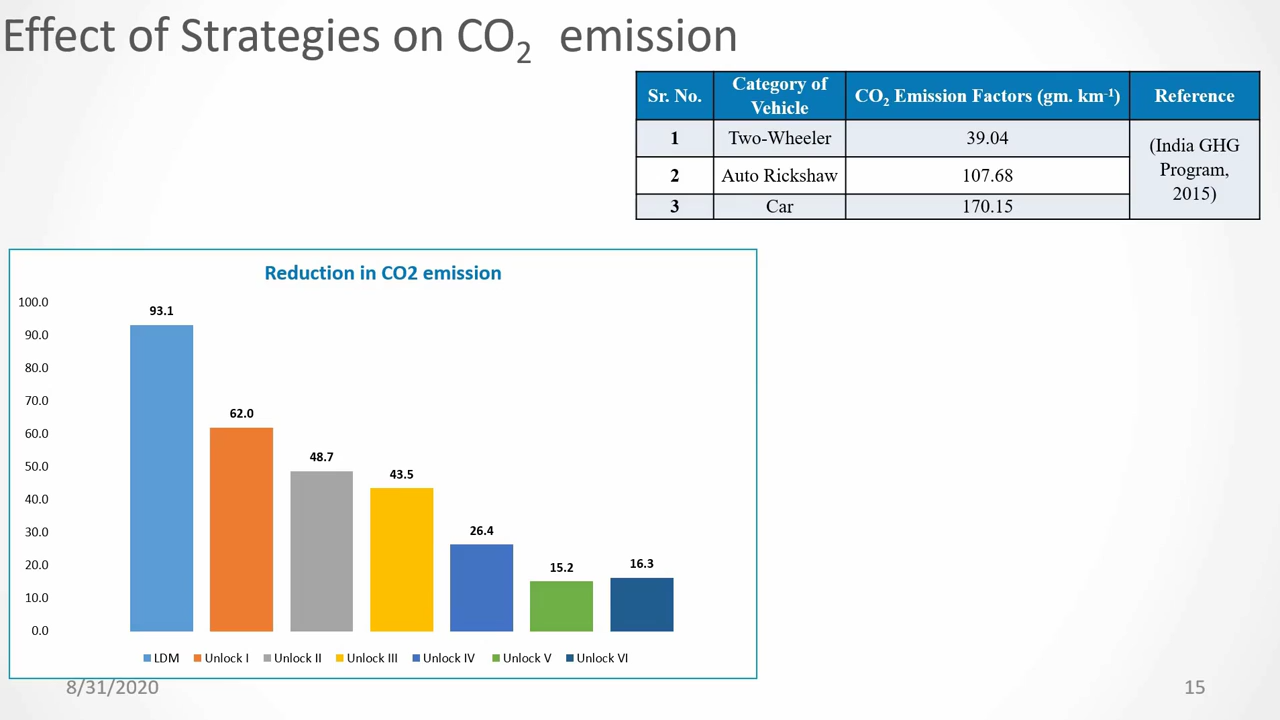 Effect of Strategies on CO2 emission
Sr. No.
Category of
Vehicle
CO2 Emission Factors (gm. km-1)
Reference
1
Two-Wheeler
39.04
(India GHG
Program,
2015)
2
Auto Rickshaw
107.68
3
Car
170.15
Reduction in CO2 emission
100.0
90.0
80.0
70.0
60.0
50.0
40.0
30.0
20.0
10.0
0.0
93.1
62.0
48.7
43.5
26.4
15.2
16.3
LDM Unlock I Unlock II Unlock III Unlock IV Unlock V Unlock VI
8/31/2020
15